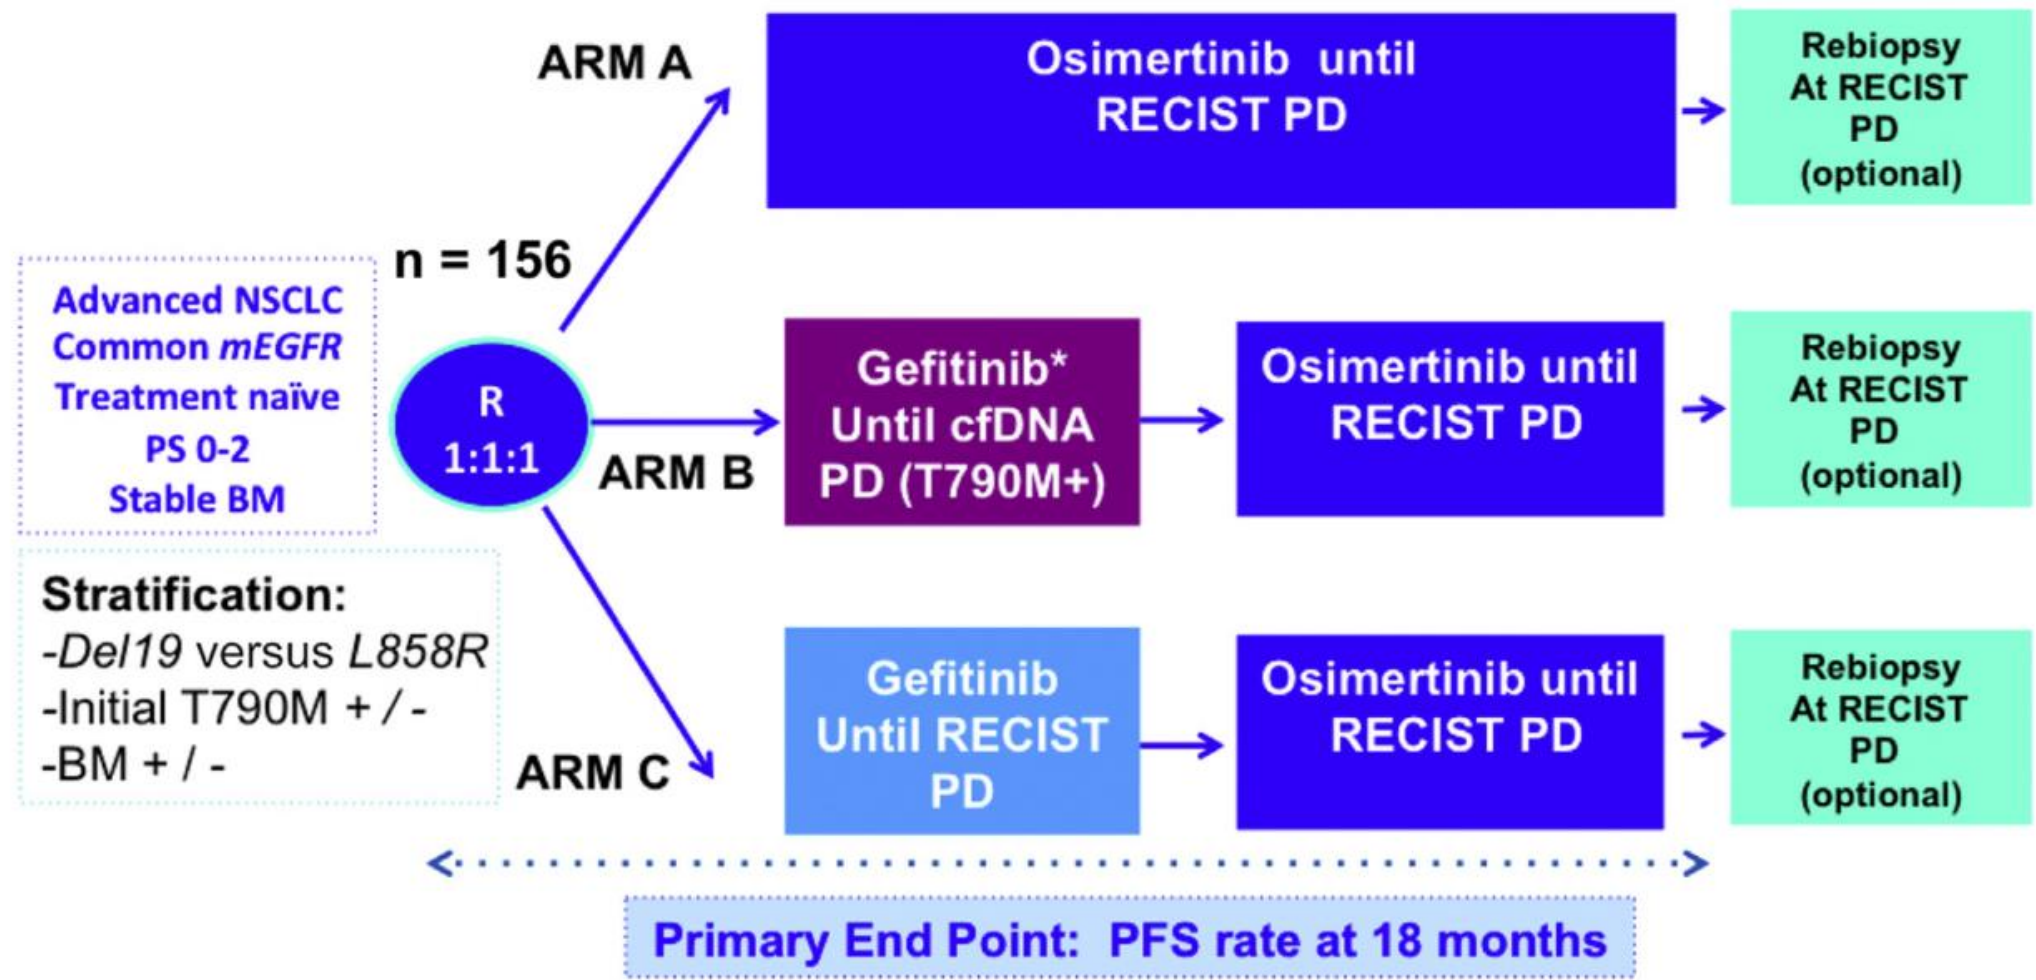 ARM A
Osimertinib until
RECIST PD
Rebiopsy
At RECIST
PD
(optional)
n = 156
Advanced NSCLC
Common mEGFR
Treatment naïve
PS 0-2
Stable BM
R
1:1:1
ARM B
Gefitinib*
Until cfDNA
PD (T790M+)
Osimertinib until
RECIST PD
Rebiopsy
At RECIST
PD
(optional)
Stratification:
-Del19 versus L858R
-Initial T790M + / -
-BM + / -
ARM C
Gefitinib
Until RECIST
PD
Osimertinib until
RECIST PD
Rebiopsy
At RECIST
PD
(optional)
Primary End Point: PFS rate at 18 months